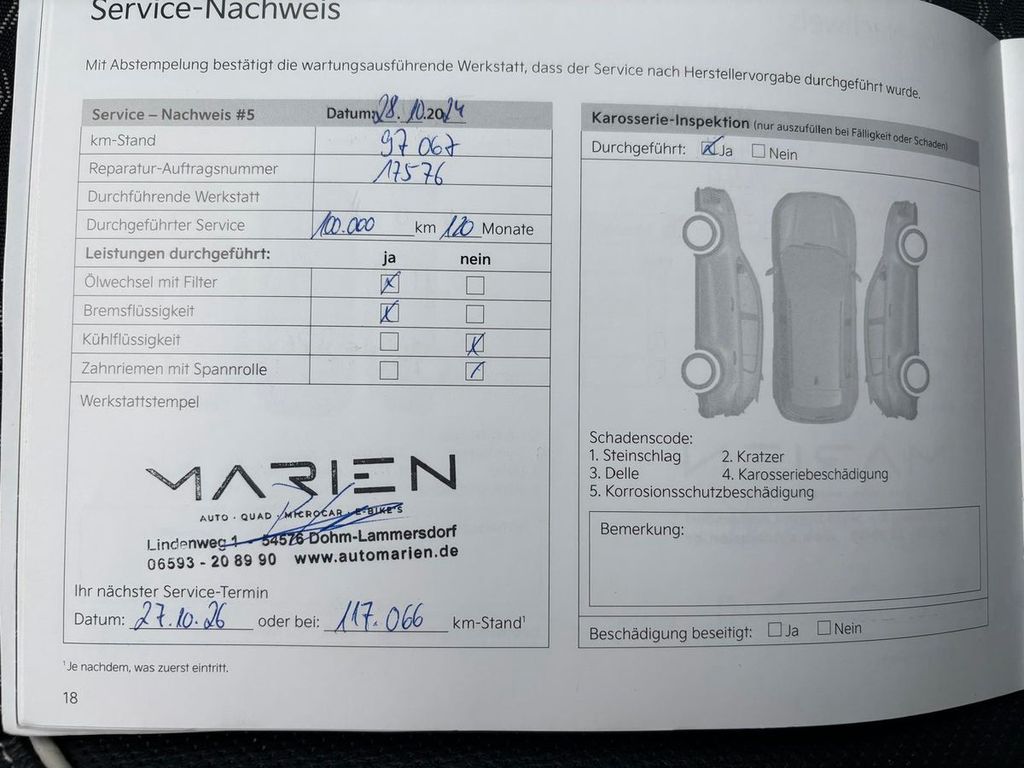 Service-Nachweis
Mit Abstempelung bestätigt die wartungsausführende Werkstatt, dass der Service nach Herstellervorgabe durchgeführt wurde.
Service – Nachweis #5 Datum: 28.10.2024
km-Stand 97 067
Reparatur-Auftragsnummer 17576
Durchführende Werkstatt
Durchgeführter Service 100.000 km 120 Monate
Leistungen durchgeführt: ja nein
Ölwechsel mit Filter
Bremsflüssigkeit
Kühlflüssigkeit
Zahnriemen mit Spannrolle
Werkstattstempel
MARIEN
AUTO · QUAD · MICROCAR · E-BIKE'S
Lindenweg 1 - 54576 Dohm-Lammersdorf
06593 - 20 89 90 www.automarien.de
Ihr nächster Service-Termin
Datum: 27.10.26 oder bei: 117.066 km-Stand¹
¹Je nachdem, was zuerst eintritt.
18
Karosserie-Inspektion (nur auszufüllen bei Fälligkeit oder Schaden)
Durchgeführt: Ja Nein
Schadenscode:
1. Steinschlag 2. Kratzer
3. Delle 4. Karosseriebeschädigung
5. Korrosionsschutzbeschädigung
Bemerkung:
Beschädigung beseitigt: Ja Nein